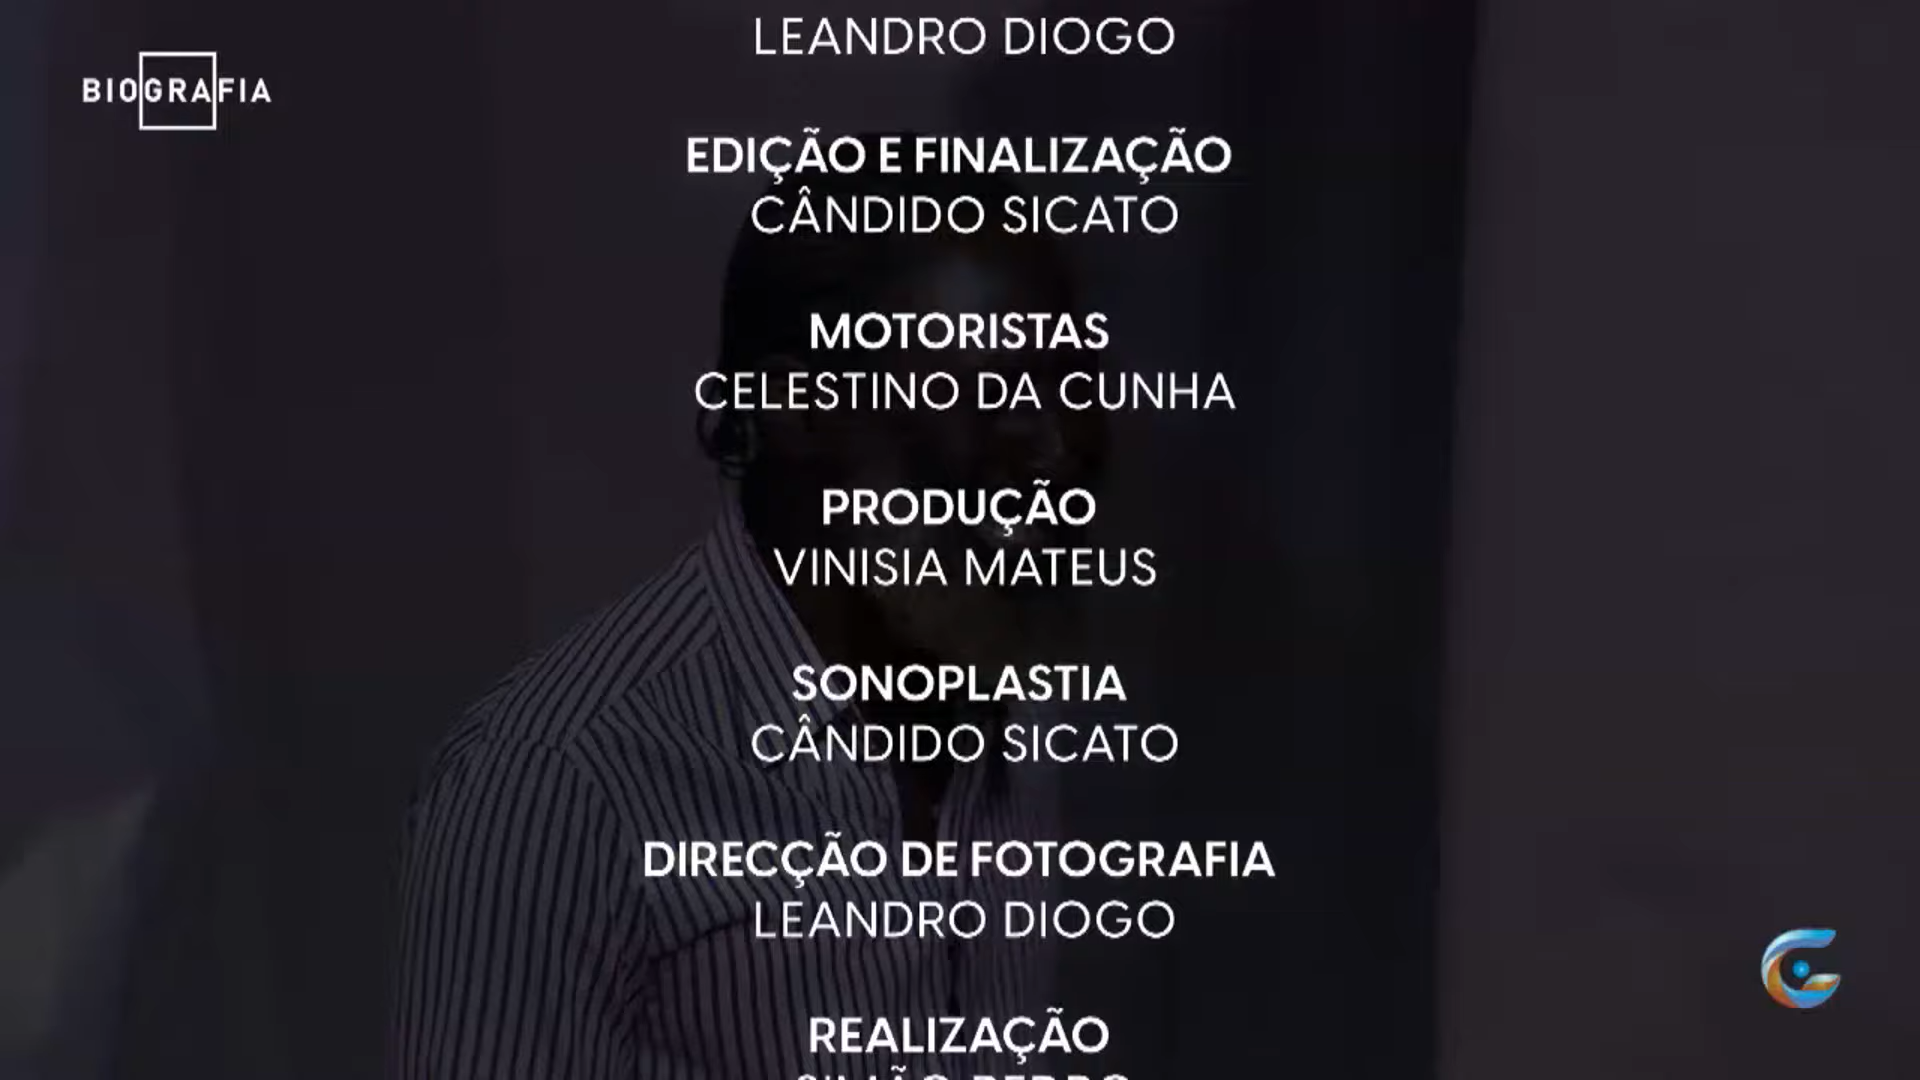 LEANDRO DIOGO
BIOGRAFIA
EDIÇÃO E FINALIZAÇÃO
CÂNDIDO SICATO
MOTORISTAS
CELESTINO DA CUNHA
PRODUÇÃO
VINISIA MATEUS
SONOPLASTIA
CÂNDIDO SICATO
DIRECÇÃO DE FOTOGRAFIA
LEANDRO DIOGO
REALIZAÇÃO